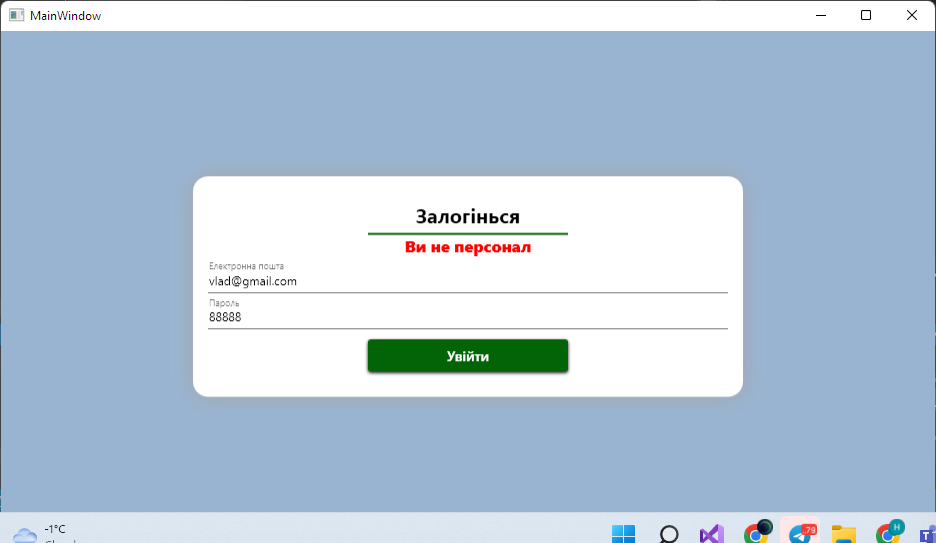 MainWindow
Залогінься
Ви не персонал
Електронна пошта
vlad@gmail.com
Пароль
88888
Увійти
-1°C
79
H